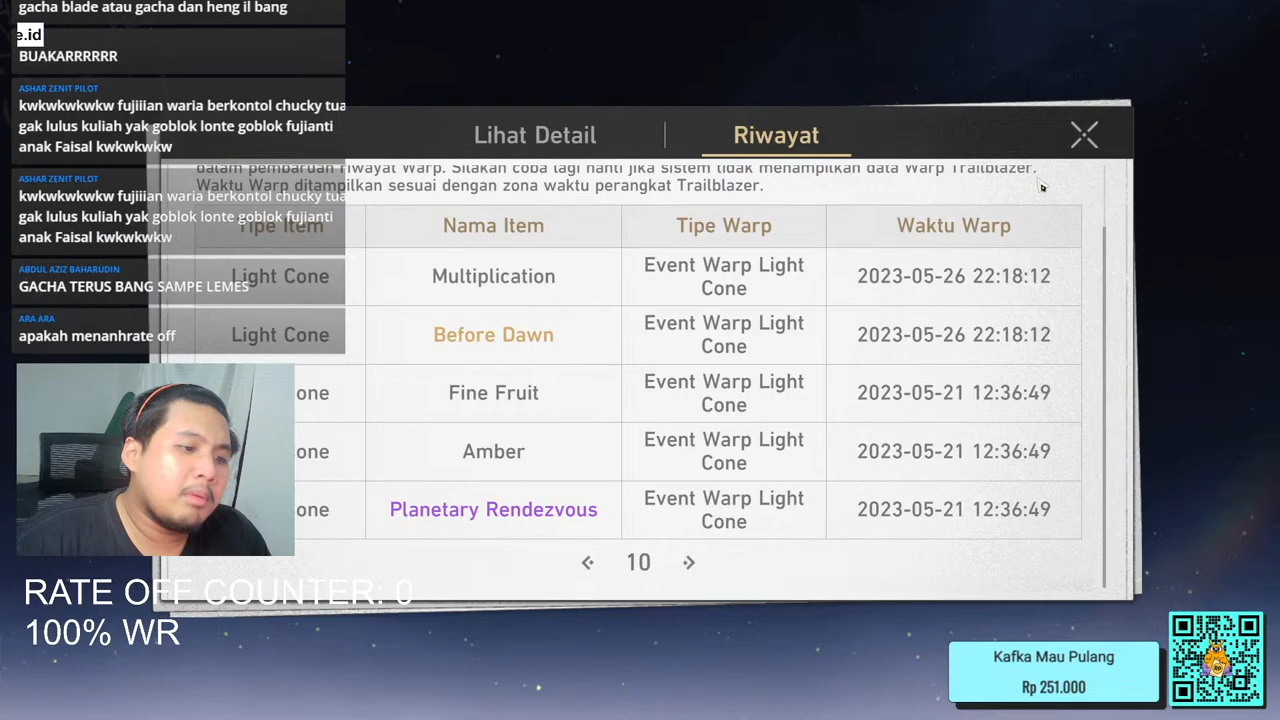 gacha blade atau gacha dan heng il bang
e.id
BUAKARRRRRR
ASHAR ZENIT PILOT
kwkwkwkwkw fujiiian waria berkontol chucky tua
gak lulus kuliah yak goblok lonte goblok fujianti
anak Faisal kwkwkwkw
ASHAR ZENIT PILOT
kwkwkwkwkw fujiiian waria berkontol chucky tua
gak lulus kuliah yak goblok lonte goblok fujianti
anak Faisal kwkwkwkw
ABDUL AZIZ BAHARUDIN
GACHA TERUS BANG SAMPE LEMES
ARA ARA
apakah menanhrate off
Lihat Detail
Riwayat
dalam pembaruan riwayat Warp. Silakan coba lagi nanti jika sistem tidak menampilkan data Warp Trailblazer.
Waktu Warp ditampilkan sesuai dengan zona waktu perangkat Trailblazer.
Tipe Item Nama Item Tipe Warp Waktu Warp
Light Cone Multiplication Event Warp Light Cone 2023-05-26 22:18:12
Light Cone Before Dawn Event Warp Light Cone 2023-05-26 22:18:12
one Fine Fruit Event Warp Light Cone 2023-05-21 12:36:49
one Amber Event Warp Light Cone 2023-05-21 12:36:49
one Planetary Rendezvous Event Warp Light Cone 2023-05-21 12:36:49
10
RATE OFF COUNTER: 0
100% WR
Kafka Mau Pulang
Rp 251.000